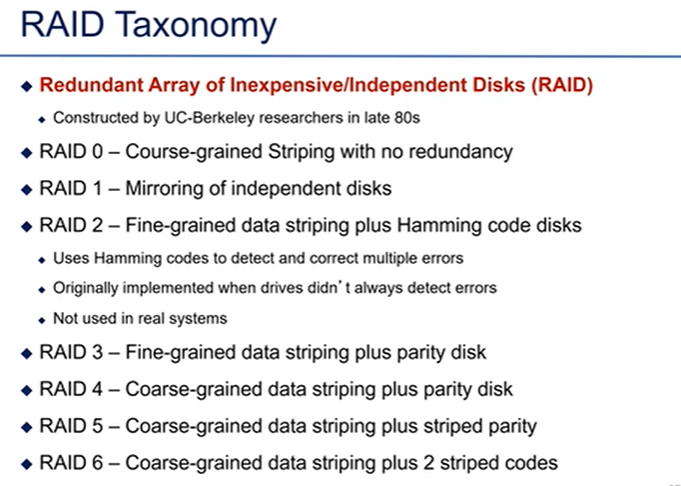 RAID Taxonomy
Redundant Array of Inexpensive/Independent Disks (RAID)
Constructed by UC-Berkeley researchers in late 80s
RAID 0 – Course-grained Striping with no redundancy
RAID 1 – Mirroring of independent disks
RAID 2 – Fine-grained data striping plus Hamming code disks
Uses Hamming codes to detect and correct multiple errors
Originally implemented when drives didn’t always detect errors
Not used in real systems
RAID 3 – Fine-grained data striping plus parity disk
RAID 4 – Coarse-grained data striping plus parity disk
RAID 5 – Coarse-grained data striping plus striped parity
RAID 6 – Coarse-grained data striping plus 2 striped codes